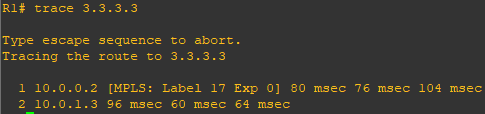 R1# trace 3.3.3.3
Type escape sequence to abort.
Tracing the route to 3.3.3.3
1 10.0.0.2 [MPLS: Label 17 Exp 0] 80 msec 76 msec 104 msec
2 10.0.1.3 96 msec 60 msec 64 msec